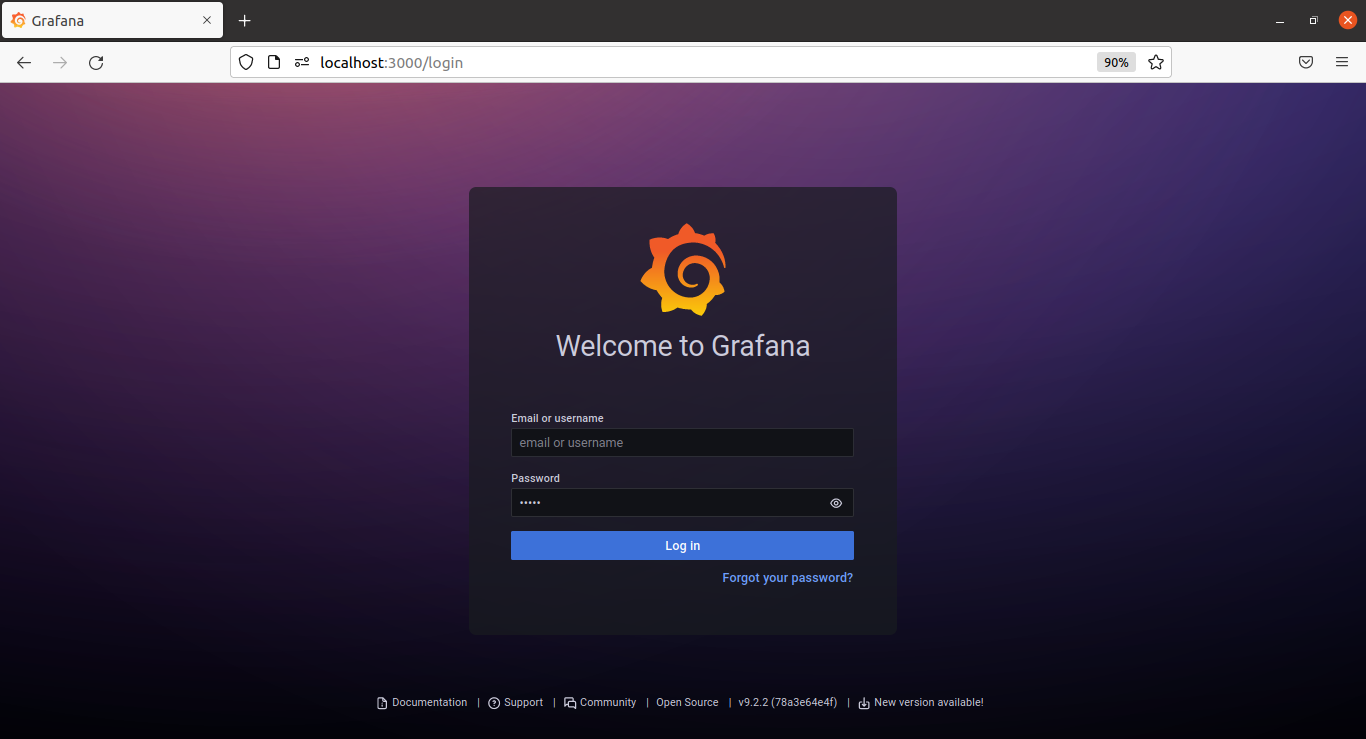 Grafana
localhost:3000/login
90%
Welcome to Grafana
Email or username
email or username
Password
•••••
Log in
Forgot your password?
Documentation | Support | Community | Open Source | v9.2.2 (78a3e64e4f) | New version available!